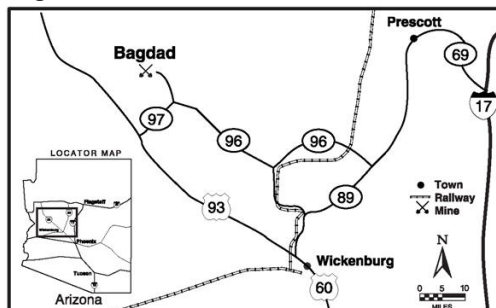 Prescott
Bagdad
69
17
97
96
96
LOCATOR MAP
Flagstaff
Wickenburg
Phoenix
Tucson
Arizona
93
89
Town
Railway
Mine
Wickenburg
60
N
0 5 10
MILES